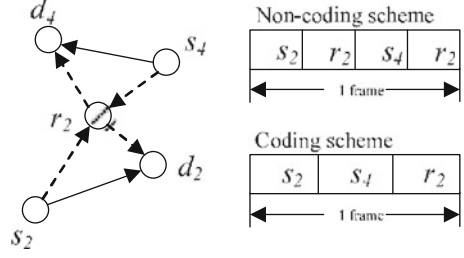 d4
s4
r2
d2
s2
Non-coding scheme
s2 r2 s4 r2
1 frame
Coding scheme
s2 s4 r2
1 frame